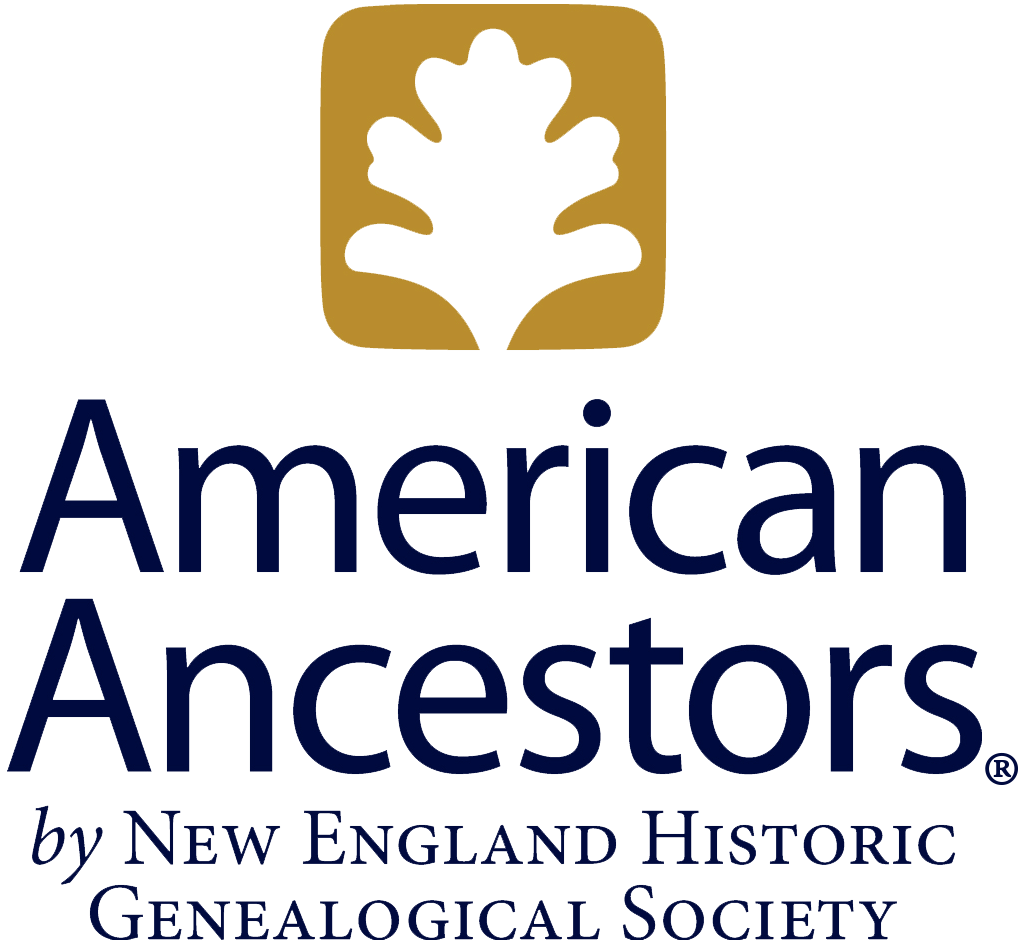 American
Ancestors®
by New England Historic
Genealogical Society